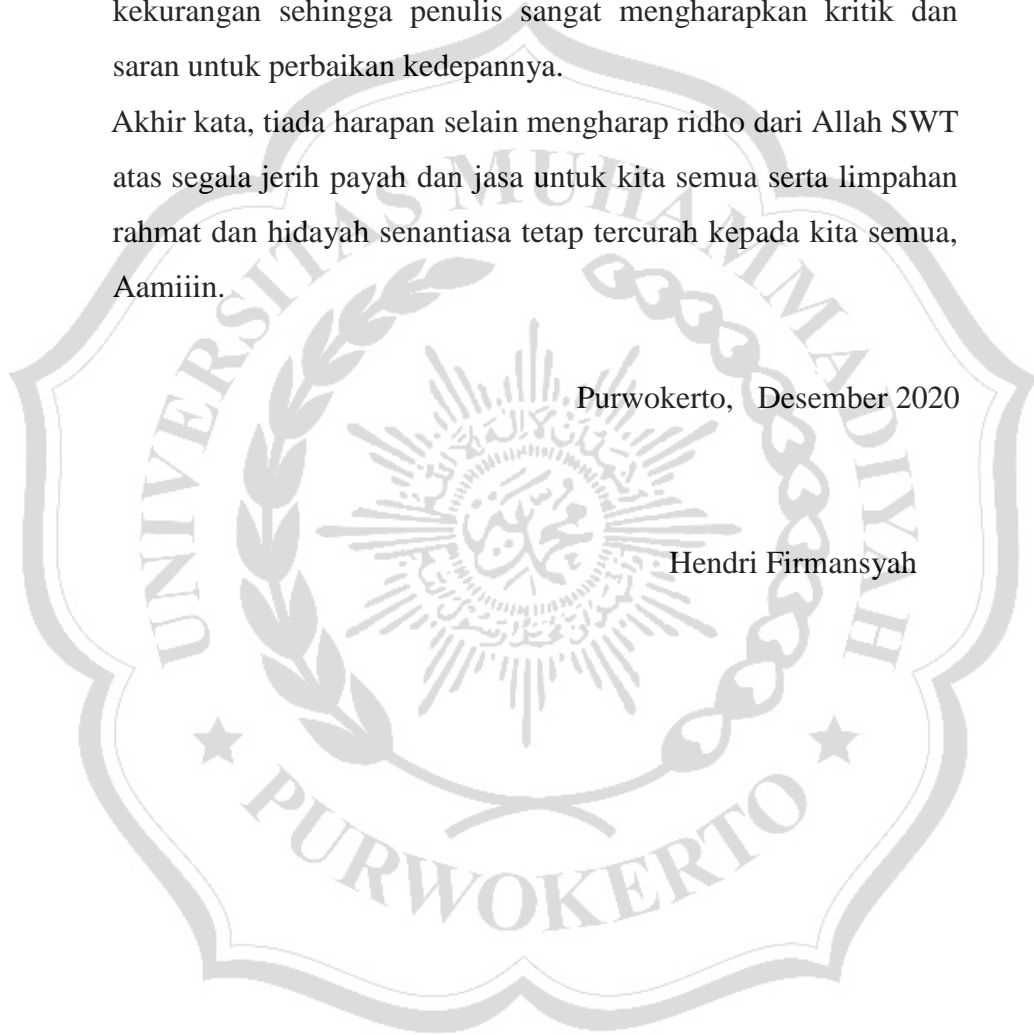 kekurangan sehingga penulis sangat mengharapkan kritik dan
saran untuk perbaikan kedepannya.
Akhir kata, tiada harapan selain mengharap ridho dari Allah SWT
atas segala jerih payah dan jasa untuk kita semua serta limpahan
rahmat dan hidayah senantiasa tetap tercurah kepada kita semua,
Aamiiin.
Purwokerto, Desember 2020
Hendri Firmansyah
UNIVERSITAS MUHAMMADIYAH
PURWOKERTO